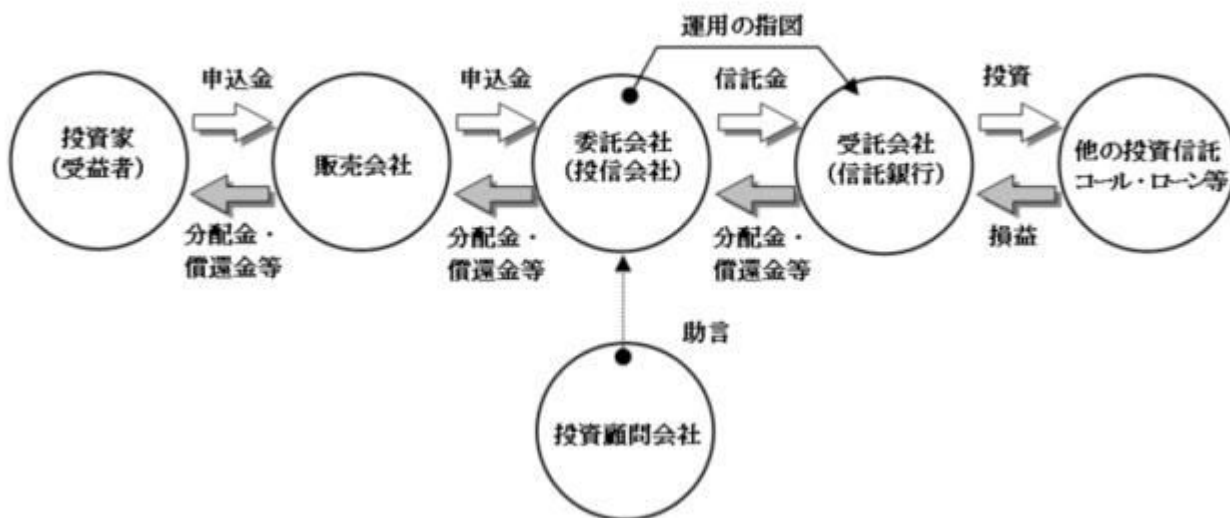 運用の指図
申込金
申込金
信託金
投資
投資家
(受益者)
販売会社
委託会社
(投信会社)
受託会社
(信託銀行)
他の投資信託
コール・ローン等
分配金・
償還金等
分配金・
償還金等
分配金・
償還金等
損益
助言
投資顧問会社